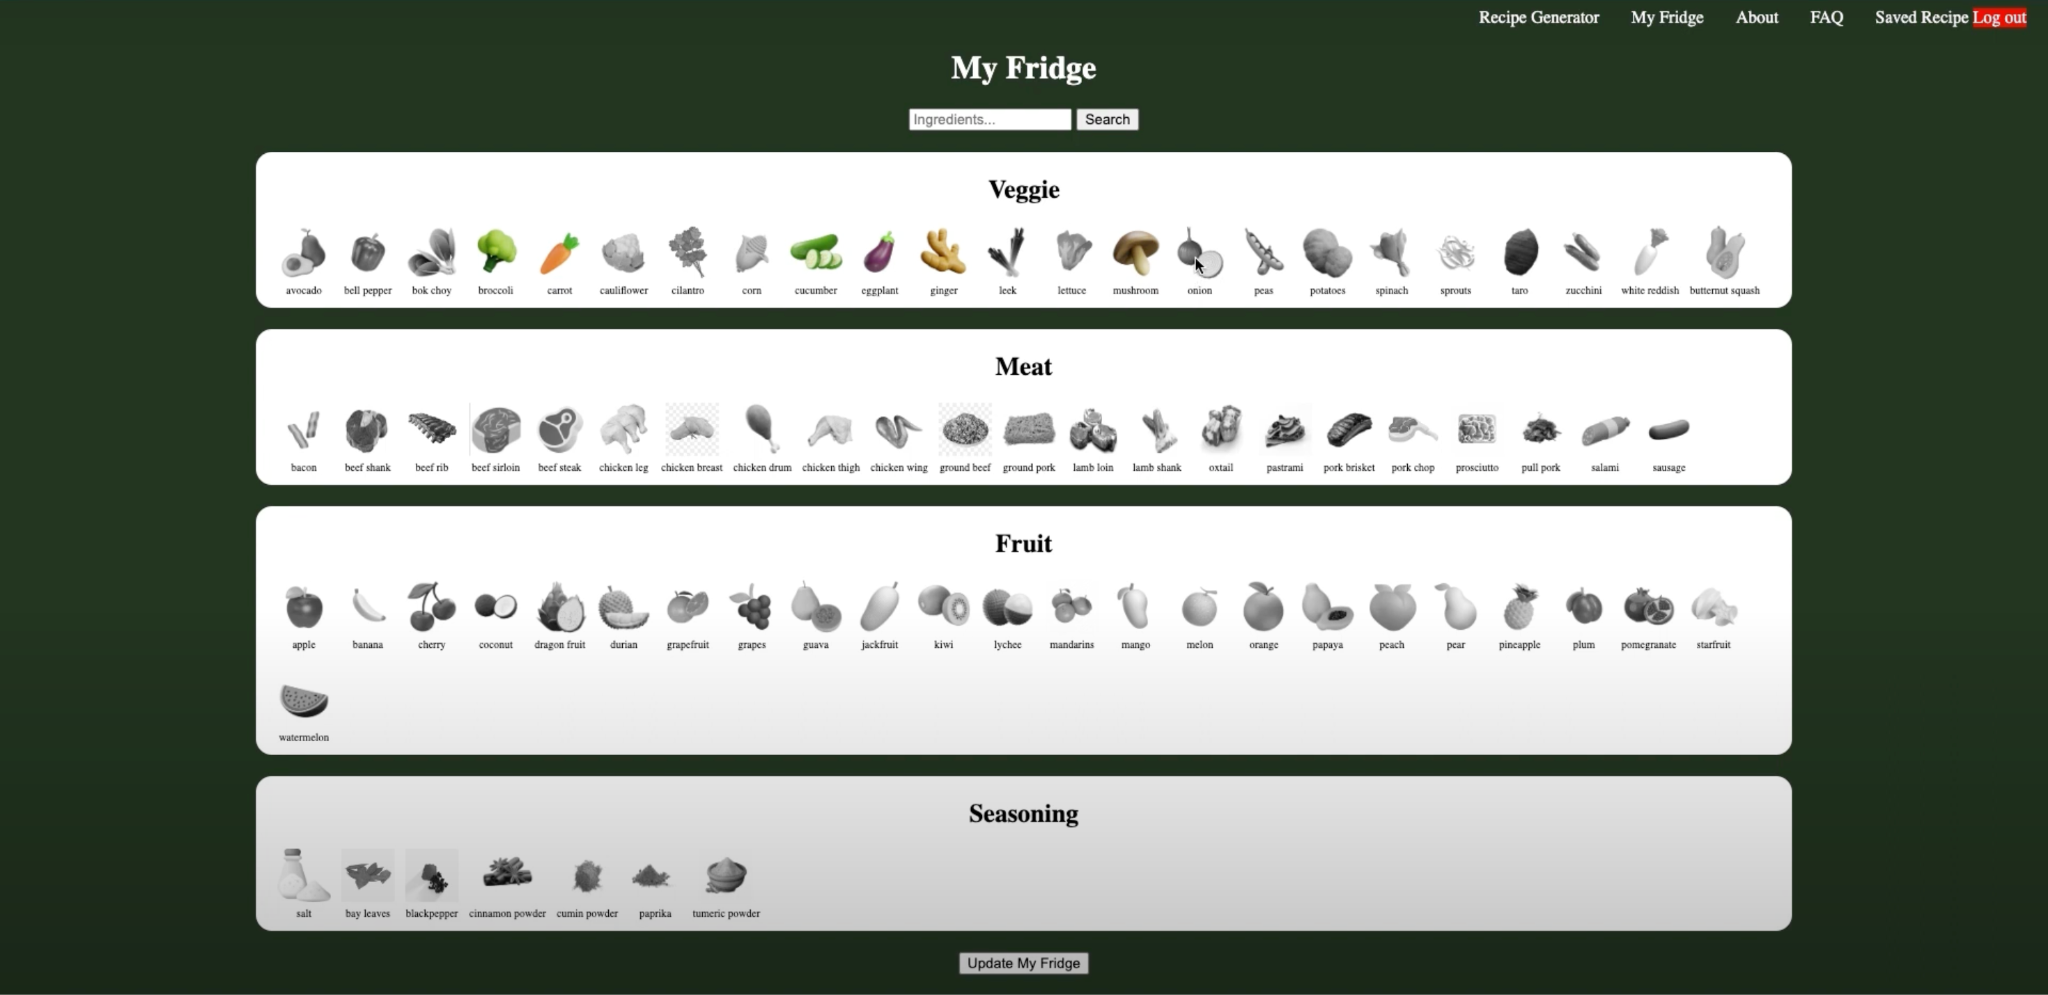 Recipe Generator My Fridge About FAQ Saved Recipe Log out
My Fridge
Ingredients... Search
Veggie
avocado bell pepper bok choy broccoli carrot cauliflower cilantro corn cucumber eggplant ginger leek lettuce mushroom onion peas potatoes spinach sprouts taro zucchini white reddish butternut squash
Meat
bacon beef shank beef rib beef sirloin beef steak chicken leg chicken breast chicken drum chicken thigh chicken wing ground beef ground pork lamb loin lamb shank oxtail pastrami pork brisket pork chop prosciutto pull pork salami sausage
Fruit
apple banana cherry coconut dragon fruit durian grapefruit grapes guava jackfruit kiwi lychee mandarins mango melon orange papaya peach pear pineapple plum pomegranate starfruit
watermelon
Seasoning
salt bay leaves blackpepper cinnamon powder cumin powder paprika tumeric powder
Update My Fridge